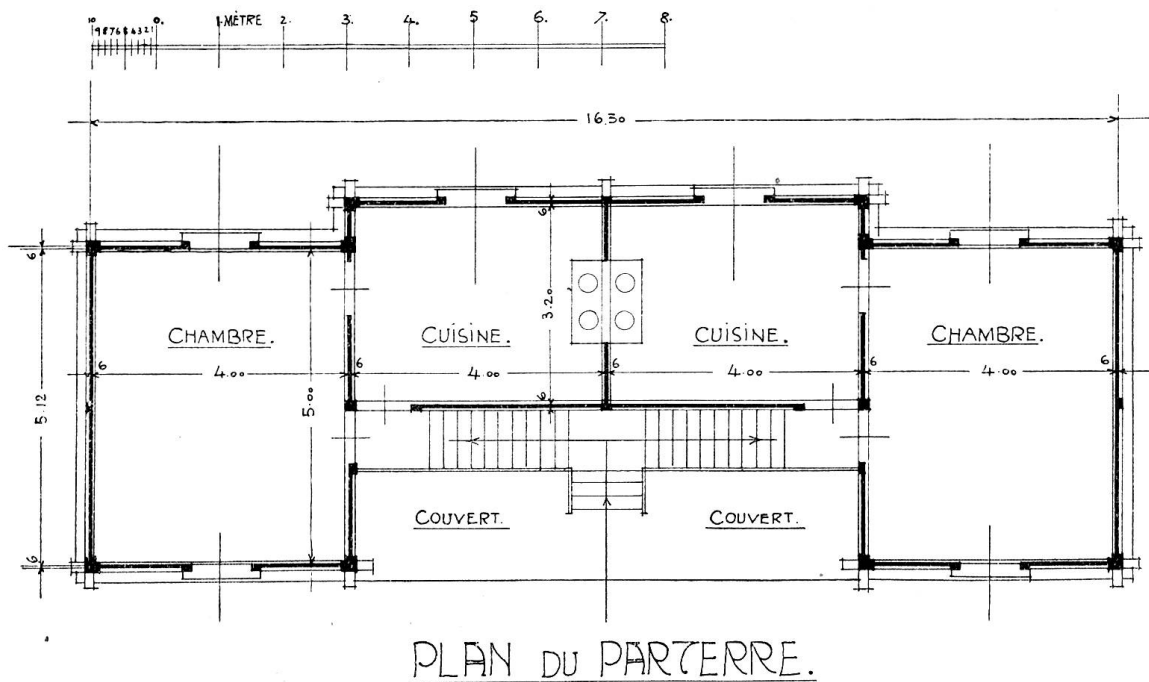 10 9 8 7 6 5 4 3 2 1 0. 1 MÈTRE 2. 3. 4. 5 6. 7. 8.
16.30
6 6
CHAMBRE. CUISINE. 3.20 CUISINE. CHAMBRE.
6 4.00 4.00 6 4.00 6 4.00 6
5.12 5.00 6
6
COUVERT. COUVERT.
PLAN DU PARTERRE.